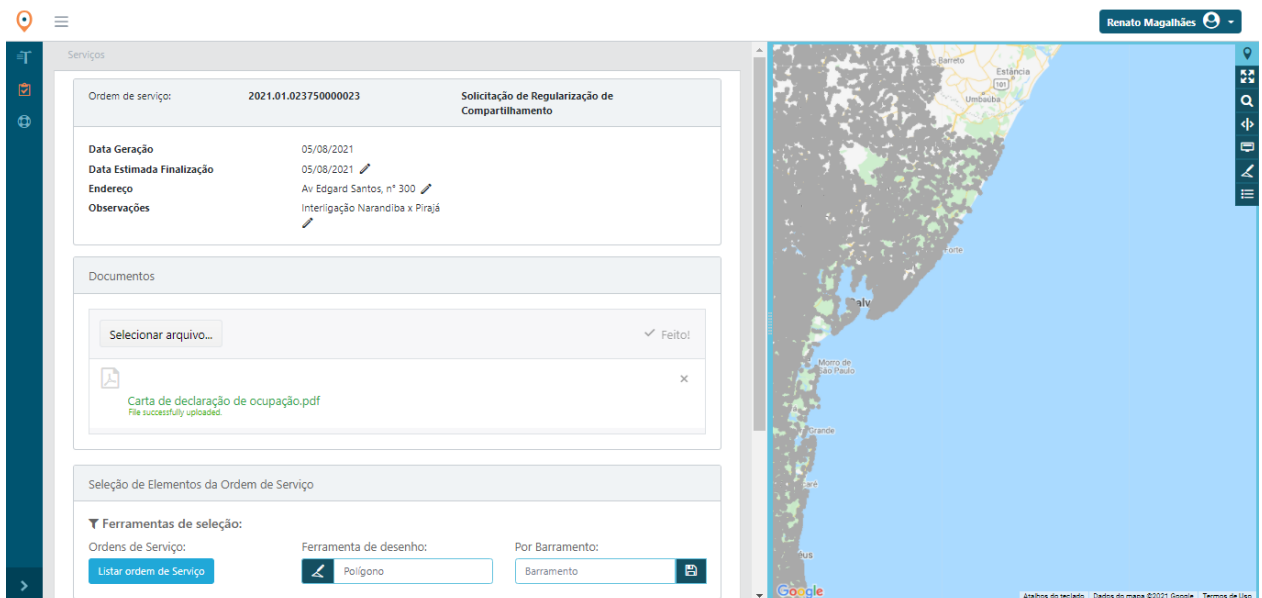 Renato Magalhães
Serviços
Ordem de serviço: 2021.01.023750000023 Solicitação de Regularização de
Compartilhamento
Data Geração 05/08/2021
Data Estimada Finalização 05/08/2021
Endereço Av Edgard Santos, n° 300
Observações Interligação Narandiba x Pirajá
Documentos
Selecionar arquivo... Feito!
Carta de declaração de ocupação.pdf
File successfully uploaded.
Seleção de Elementos da Ordem de Serviço
Ferramentas de seleção:
Ordens de Serviço: Ferramenta de desenho: Por Barramento:
Listar ordem de Serviço Polígono Barramento
Barreto
Estância
101
Umbaúba
Forte
Salv
Morro de
São Paulo
Grande
Google
Atalhos do teclado Dados do mapa ©2021 Google Termos de Uso